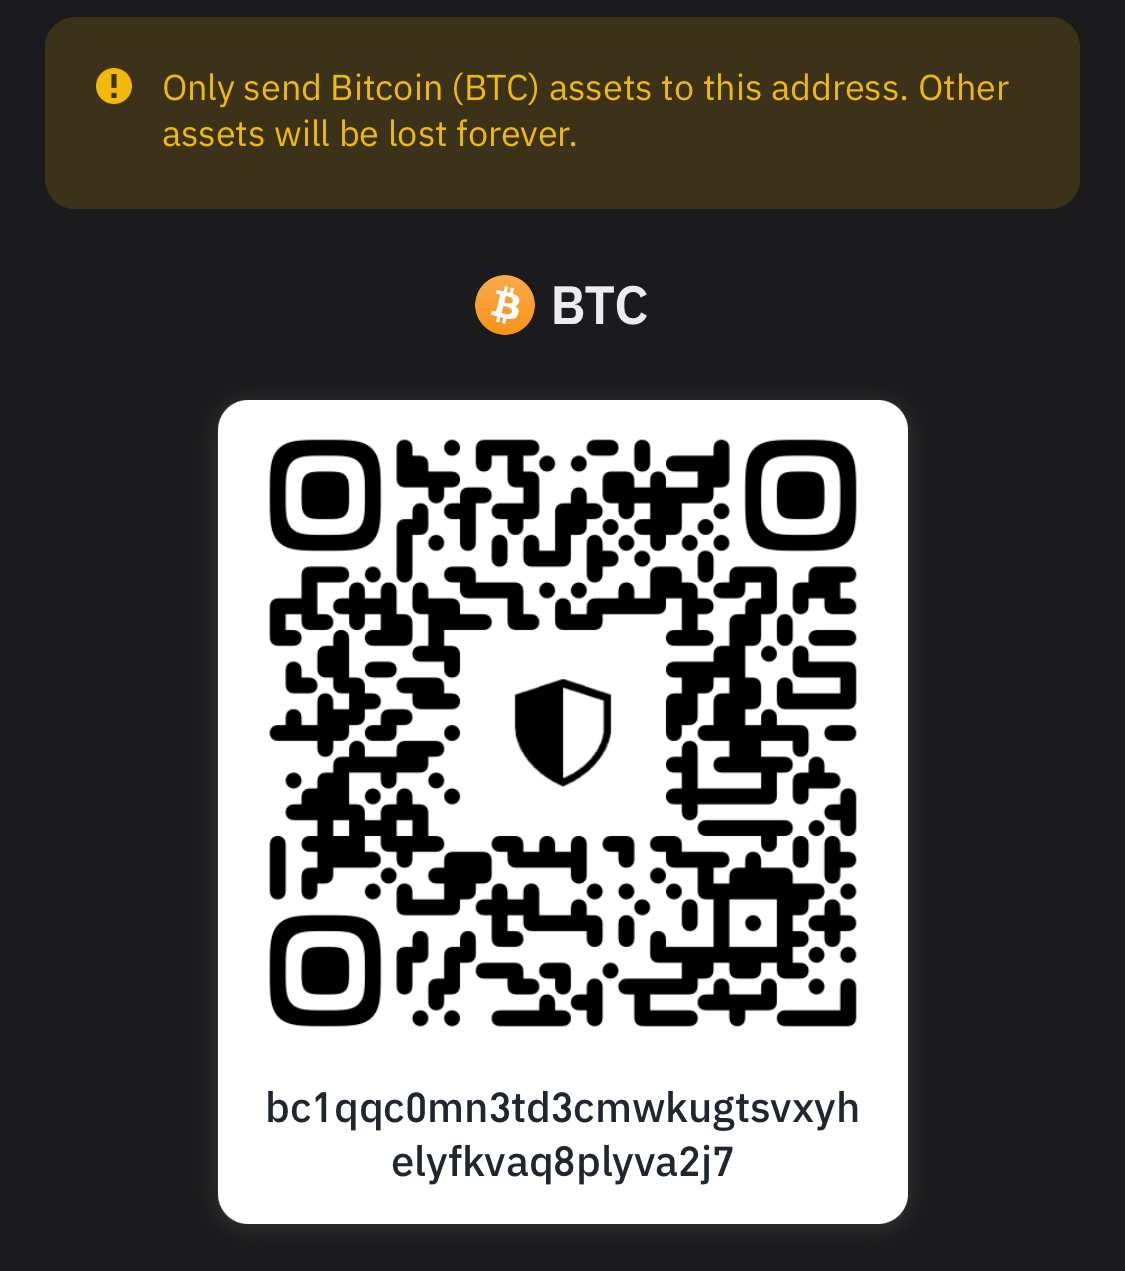 Only send Bitcoin (BTC) assets to this address. Other
assets will be lost forever.
BTC
bc1qqc0mn3td3cmwkugtsvxyh
elyfkvaq8plyva2j7